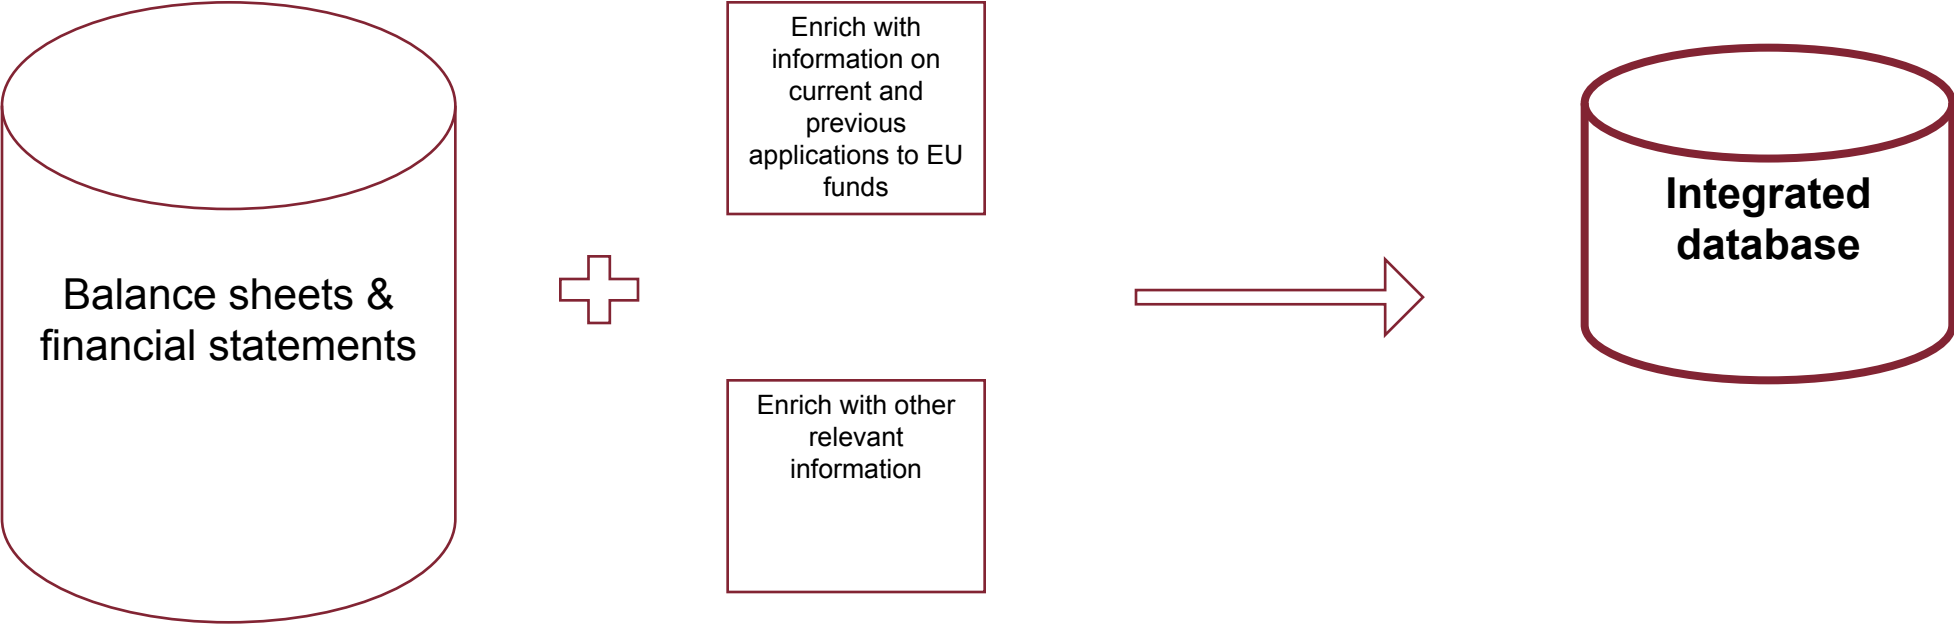 Balance sheets &
financial statements
Enrich with
information on
current and
previous
applications to EU
funds
Enrich with other
relevant
information
Integrated
database